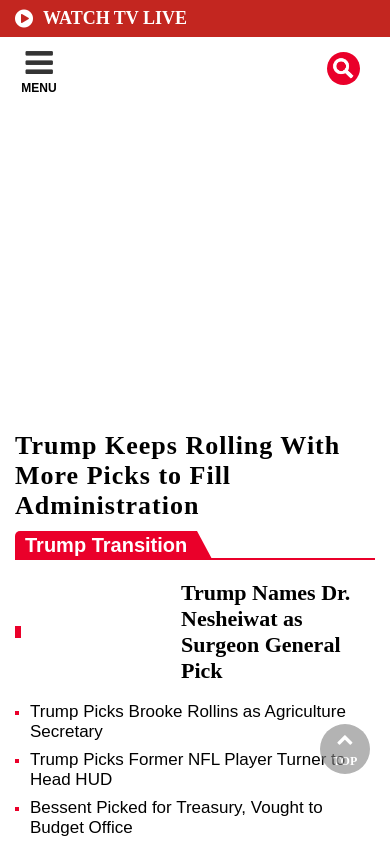 WATCH TV LIVE
MENU
Trump Keeps Rolling With
More Picks to Fill
Administration
Trump Transition
Trump Names Dr.
Nesheiwat as
Surgeon General
Pick
Trump Picks Brooke Rollins as Agriculture
Secretary
Trump Picks Former NFL Player Turner to
Head HUD
TOP
Bessent Picked for Treasury, Vought to
Budget Office